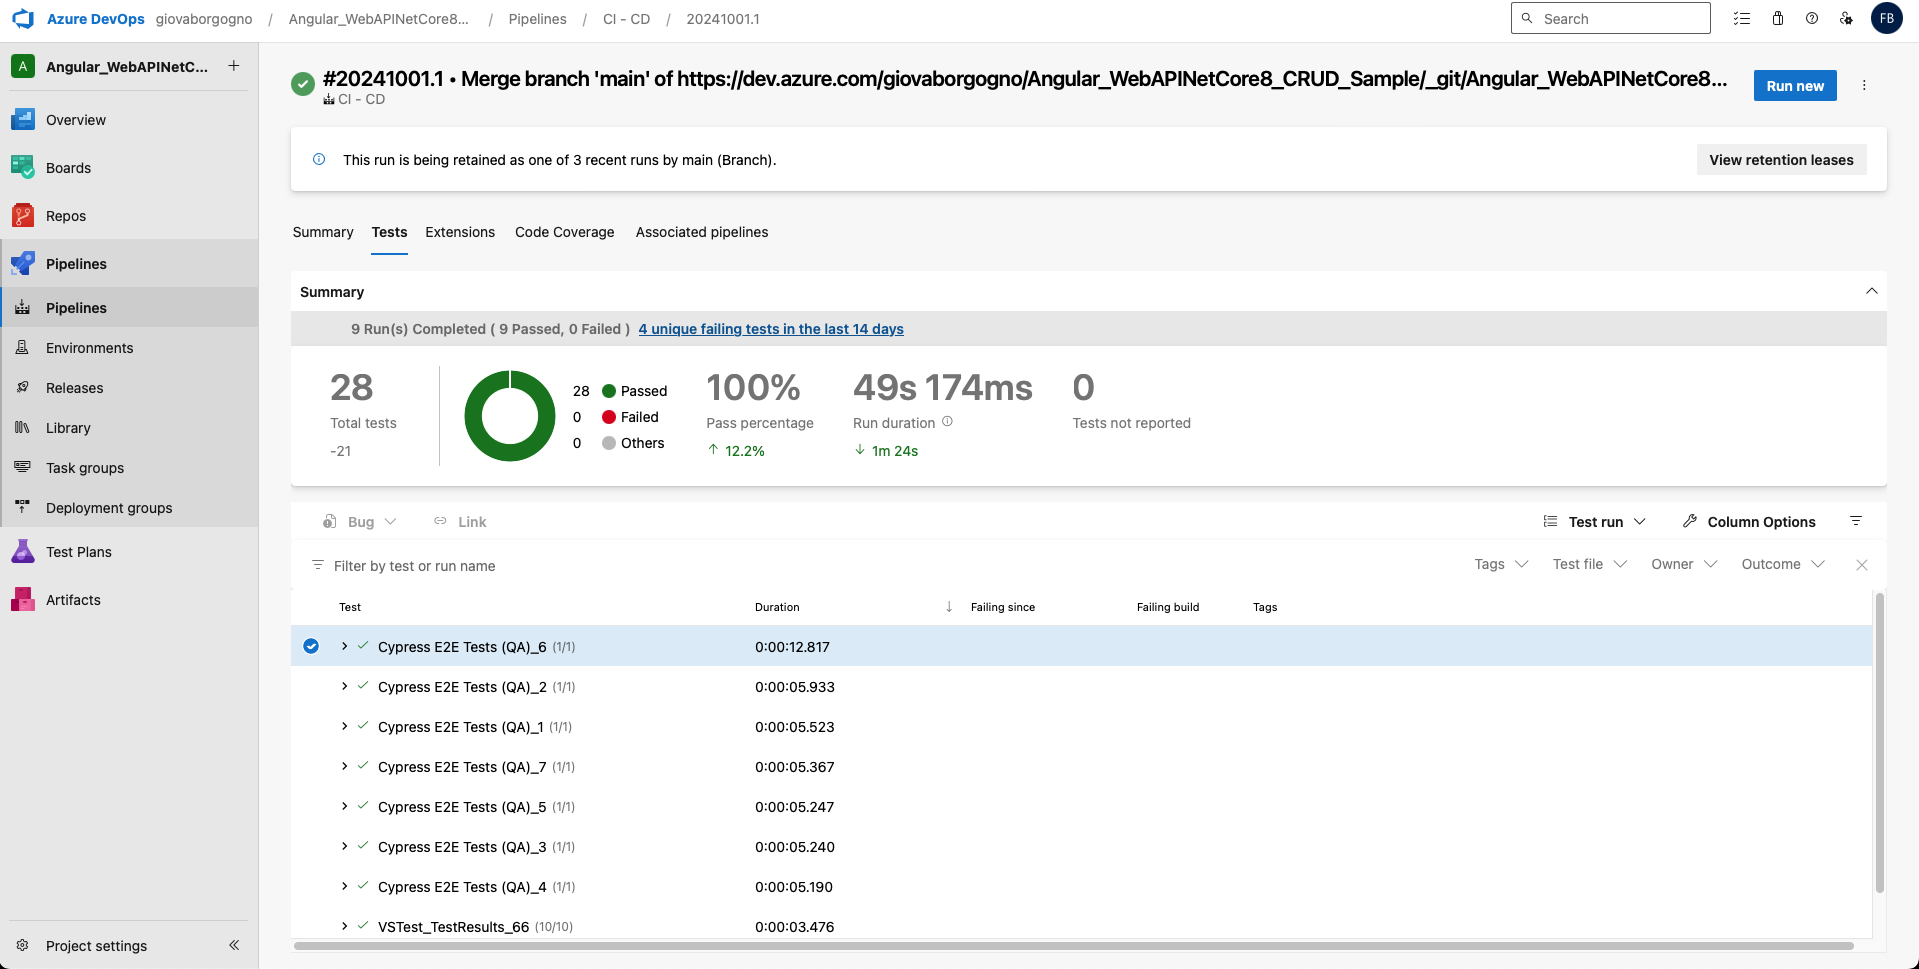 Azure DevOps giovaborgogno / Angular_WebAPINetCore8... / Pipelines / CI - CD / 20241001.1
Search
FB
A Angular_WebAPINetC... +
Overview
Boards
Repos
Pipelines
Pipelines
Environments
Releases
Library
Task groups
Deployment groups
Test Plans
Artifacts
Project settings
#20241001.1 • Merge branch 'main' of https://dev.azure.com/giovaborgogno/Angular_WebAPINetCore8_CRUD_Sample/_git/Angular_WebAPINetCore8...
CI - CD
Run new
This run is being retained as one of 3 recent runs by main (Branch).
View retention leases
Summary Tests Extensions Code Coverage Associated pipelines
Summary
9 Run(s) Completed ( 9 Passed, 0 Failed ) 4 unique failing tests in the last 14 days
28
Total tests
-21
28 Passed
0 Failed
0 Others
100%
Pass percentage
12.2%
49s 174ms
Run duration
1m 24s
0
Tests not reported
Bug Link Test run Column Options
Filter by test or run name Tags Test file Owner Outcome
Test Duration Failing since Failing build Tags
Cypress E2E Tests (QA)_6 (1/1) 0:00:12.817
Cypress E2E Tests (QA)_2 (1/1) 0:00:05.933
Cypress E2E Tests (QA)_1 (1/1) 0:00:05.523
Cypress E2E Tests (QA)_7 (1/1) 0:00:05.367
Cypress E2E Tests (QA)_5 (1/1) 0:00:05.247
Cypress E2E Tests (QA)_3 (1/1) 0:00:05.240
Cypress E2E Tests (QA)_4 (1/1) 0:00:05.190
VSTest_TestResults_66 (10/10) 0:00:03.476